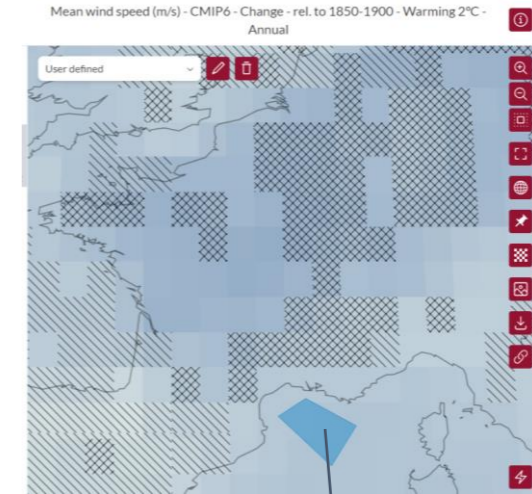 Mean wind speed (m/s) - CMIP6 - Change - rel. to 1850-1900 - Warming 2°C -
Annual
User defined